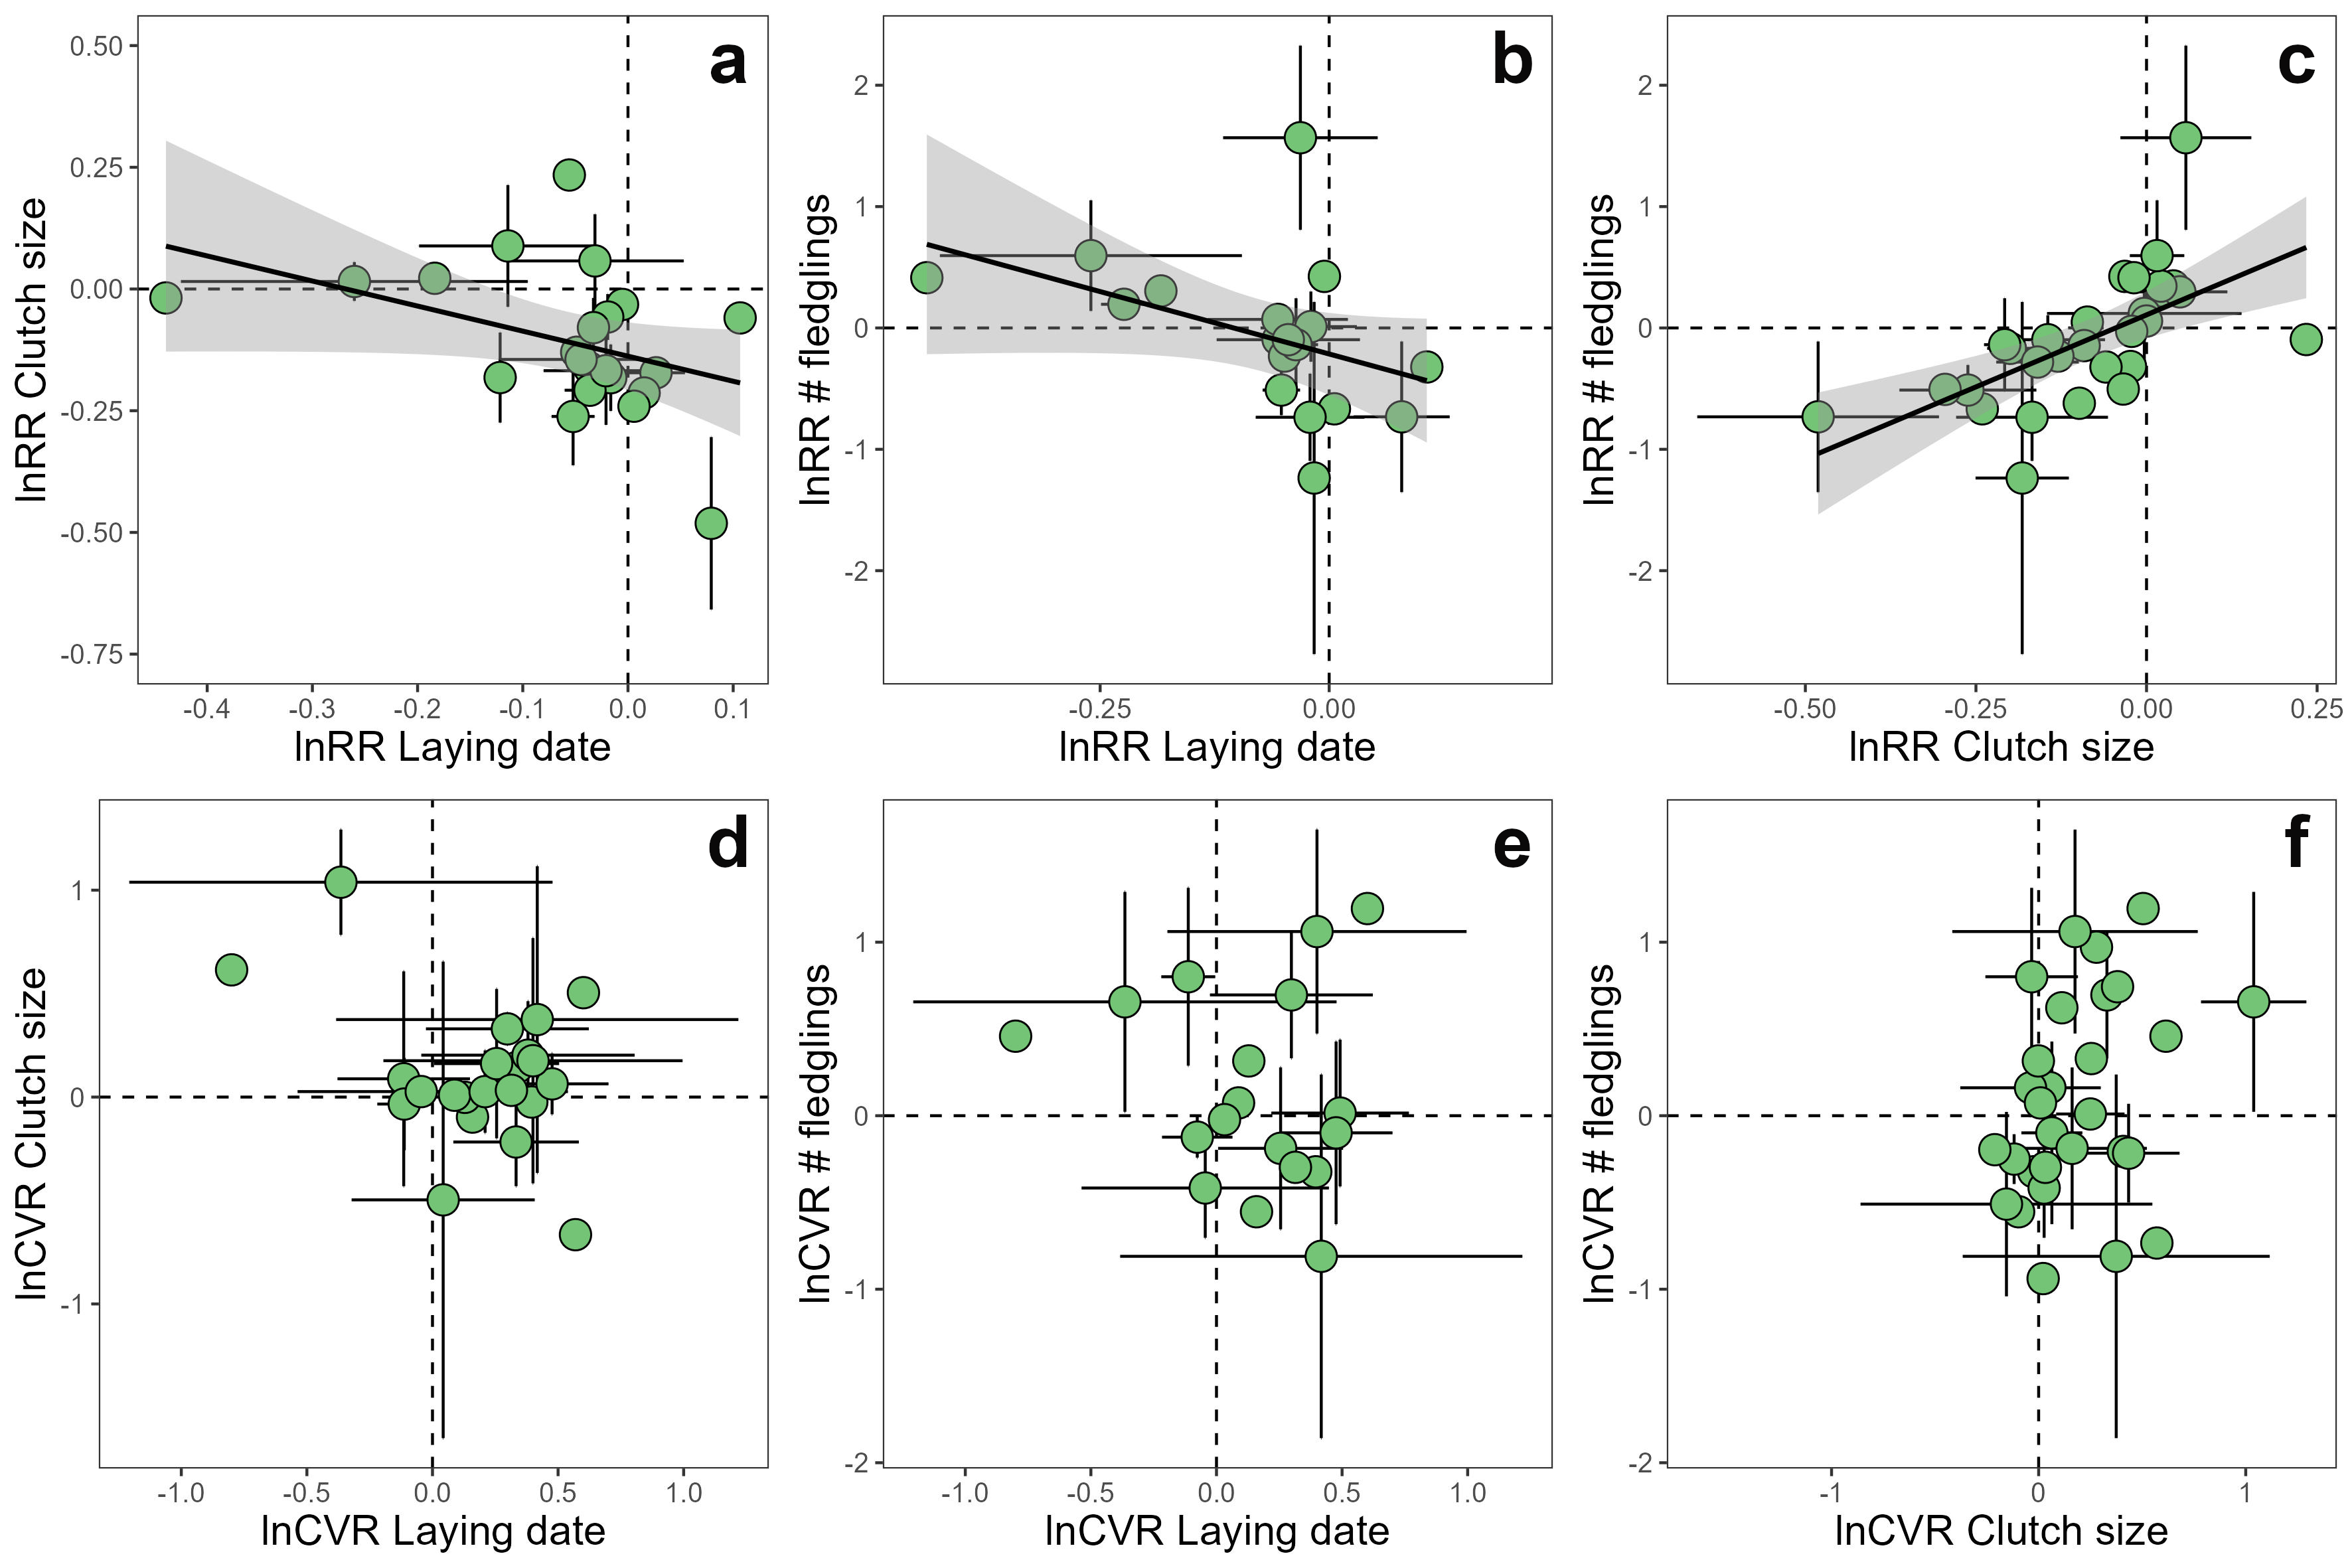 a
0.50
0.25
0.00
-0.25
-0.50
-0.75
lnRR Clutch size
-0.4 -0.3 -0.2 -0.1 0.0 0.1
lnRR Laying date
b
2
1
0
-1
-2
lnRR # fledglings
-0.25 0.00
lnRR Laying date
c
2
1
0
-1
-2
lnRR # fledglings
-0.50 -0.25 0.00 0.25
lnRR Clutch size
d
1
0
-1
lnCVR Clutch size
-1.0 -0.5 0.0 0.5 1.0
lnCVR Laying date
e
1
0
-1
-2
lnCVR # fledglings
-1.0 -0.5 0.0 0.5 1.0
lnCVR Laying date
f
1
0
-1
-2
lnCVR # fledglings
-1 0 1
lnCVR Clutch size